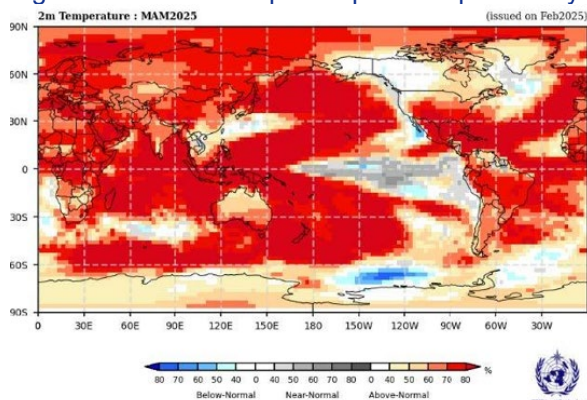 2m Temperature : MAM2025 (issued on Feb2025)
90N
50N
30N
0
30S
60S
90S
0 30E 60E 90E 120E 150E 180 150W 120W 90W 60W 30W
80 70 60 50 40 0 40 50 60 70 80 0 40 50 60 70 80 %
Below-Normal Near-Normal Above-Normal